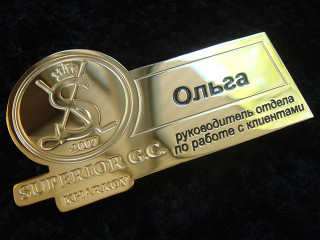 S
2007
SUPERIOR G.C.
KHARKOV
Ольга
руководитель отдела
по работе с клиентами